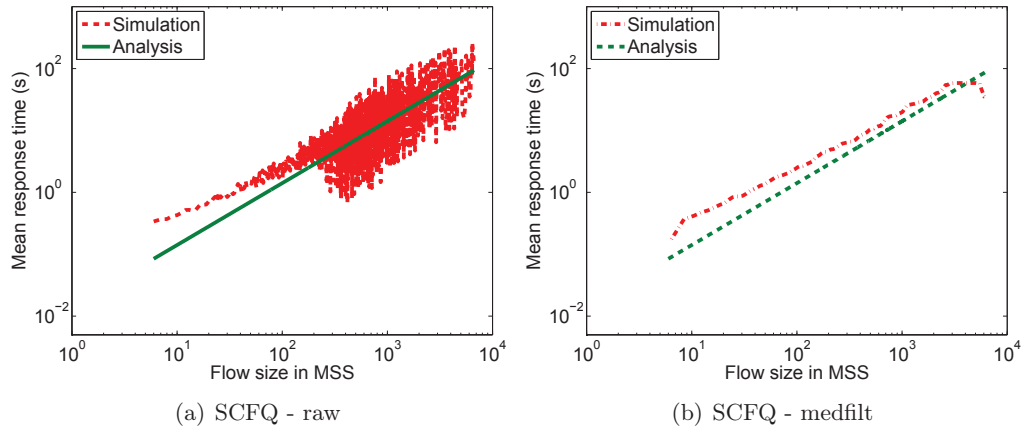 Simulation
Analysis
Mean response time (s)
10^2
10^0
10^-2
10^0 10^1 10^2 10^3 10^4
Flow size in MSS
(a) SCFQ - raw
Simulation
Analysis
Mean response time (s)
10^2
10^0
10^-2
10^0 10^1 10^2 10^3 10^4
Flow size in MSS
(b) SCFQ - medfilt